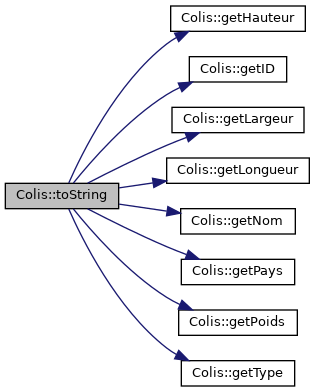 Colis::getHauteur
Colis::getID
Colis::getLargeur
Colis::getLongueur
Colis::toString
Colis::getNom
Colis::getPays
Colis::getPoids
Colis::getType